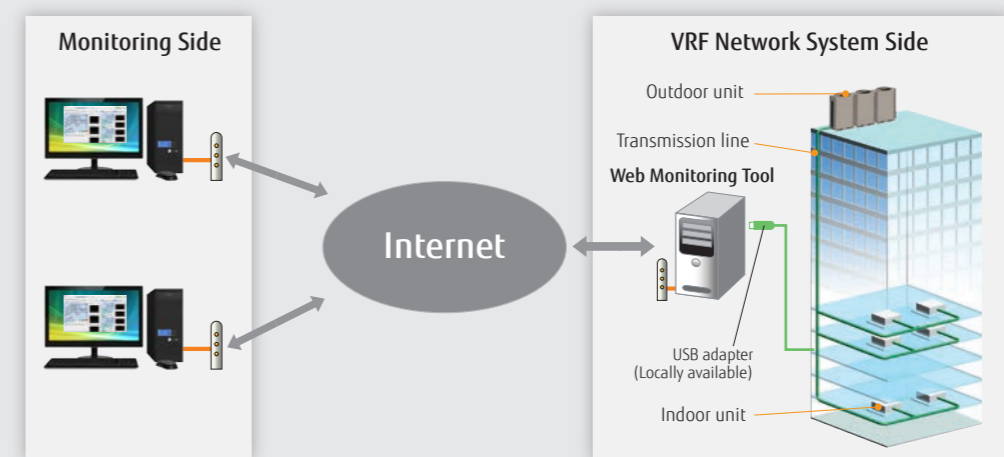 Monitoring Side
Internet
VRF Network System Side
Outdoor unit
Transmission line
Web Monitoring Tool
USB adapter
(Locally available)
Indoor unit